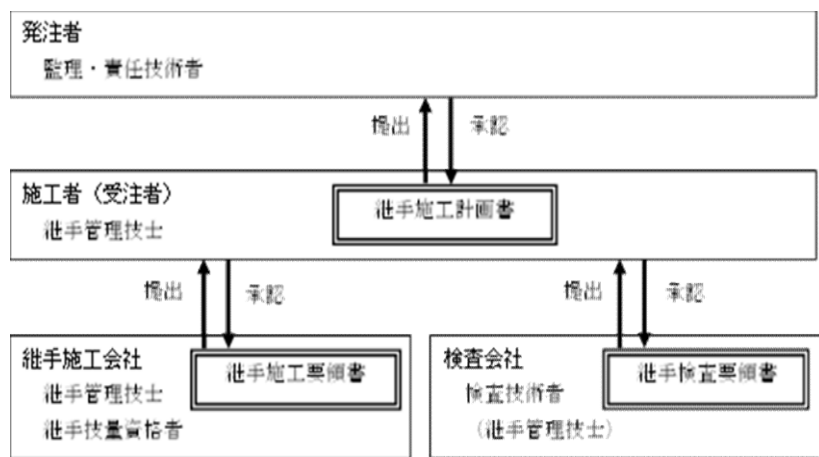 発注者
監理・責任技術者
提出
承認
施工者（受注者）
継手管理技士
継手施工計画書
提出
承認
提出
承認
継手施工会社
継手管理技士
継手技量資格者
継手施工要領書
検査会社
検査技術者
（継手管理技士）
継手検査要領書